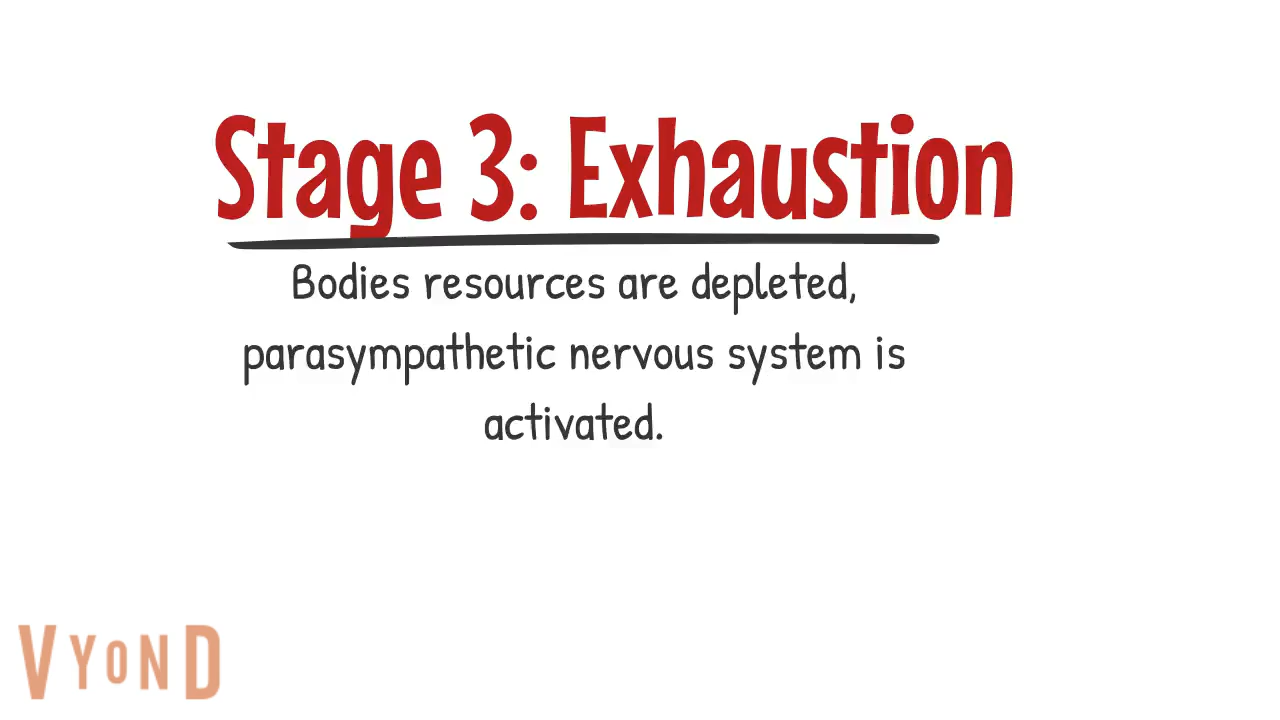 Stage 3: Exhaustion
Bodies resources are depleted,
parasympathetic nervous system is
activated.
VYOND